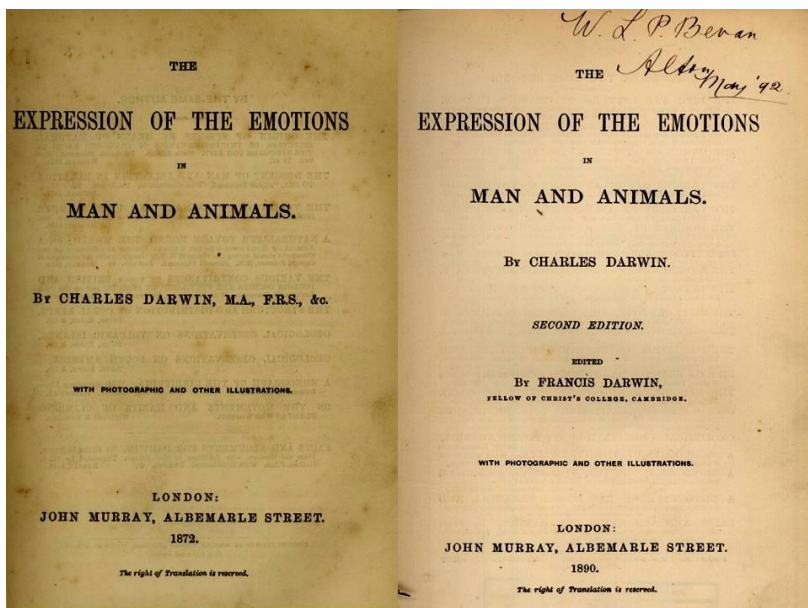 THE
EXPRESSION OF THE EMOTIONS
IN
MAN AND ANIMALS.
BY CHARLES DARWIN, M.A., F.R.S., &c.
WITH PHOTOGRAPHIC AND OTHER ILLUSTRATIONS.
LONDON:
JOHN MURRAY, ALBEMARLE STREET.
1872.
The right of Translation is reserved.
W. L. P. Bevan
Alton
May '92.
THE
EXPRESSION OF THE EMOTIONS
IN
MAN AND ANIMALS.
BY CHARLES DARWIN.
SECOND EDITION.
EDITED
BY FRANCIS DARWIN,
FELLOW OF CHRIST'S COLLEGE, CAMBRIDGE.
WITH PHOTOGRAPHIC AND OTHER ILLUSTRATIONS.
LONDON:
JOHN MURRAY, ALBEMARLE STREET.
1890.
The right of Translation is reserved.